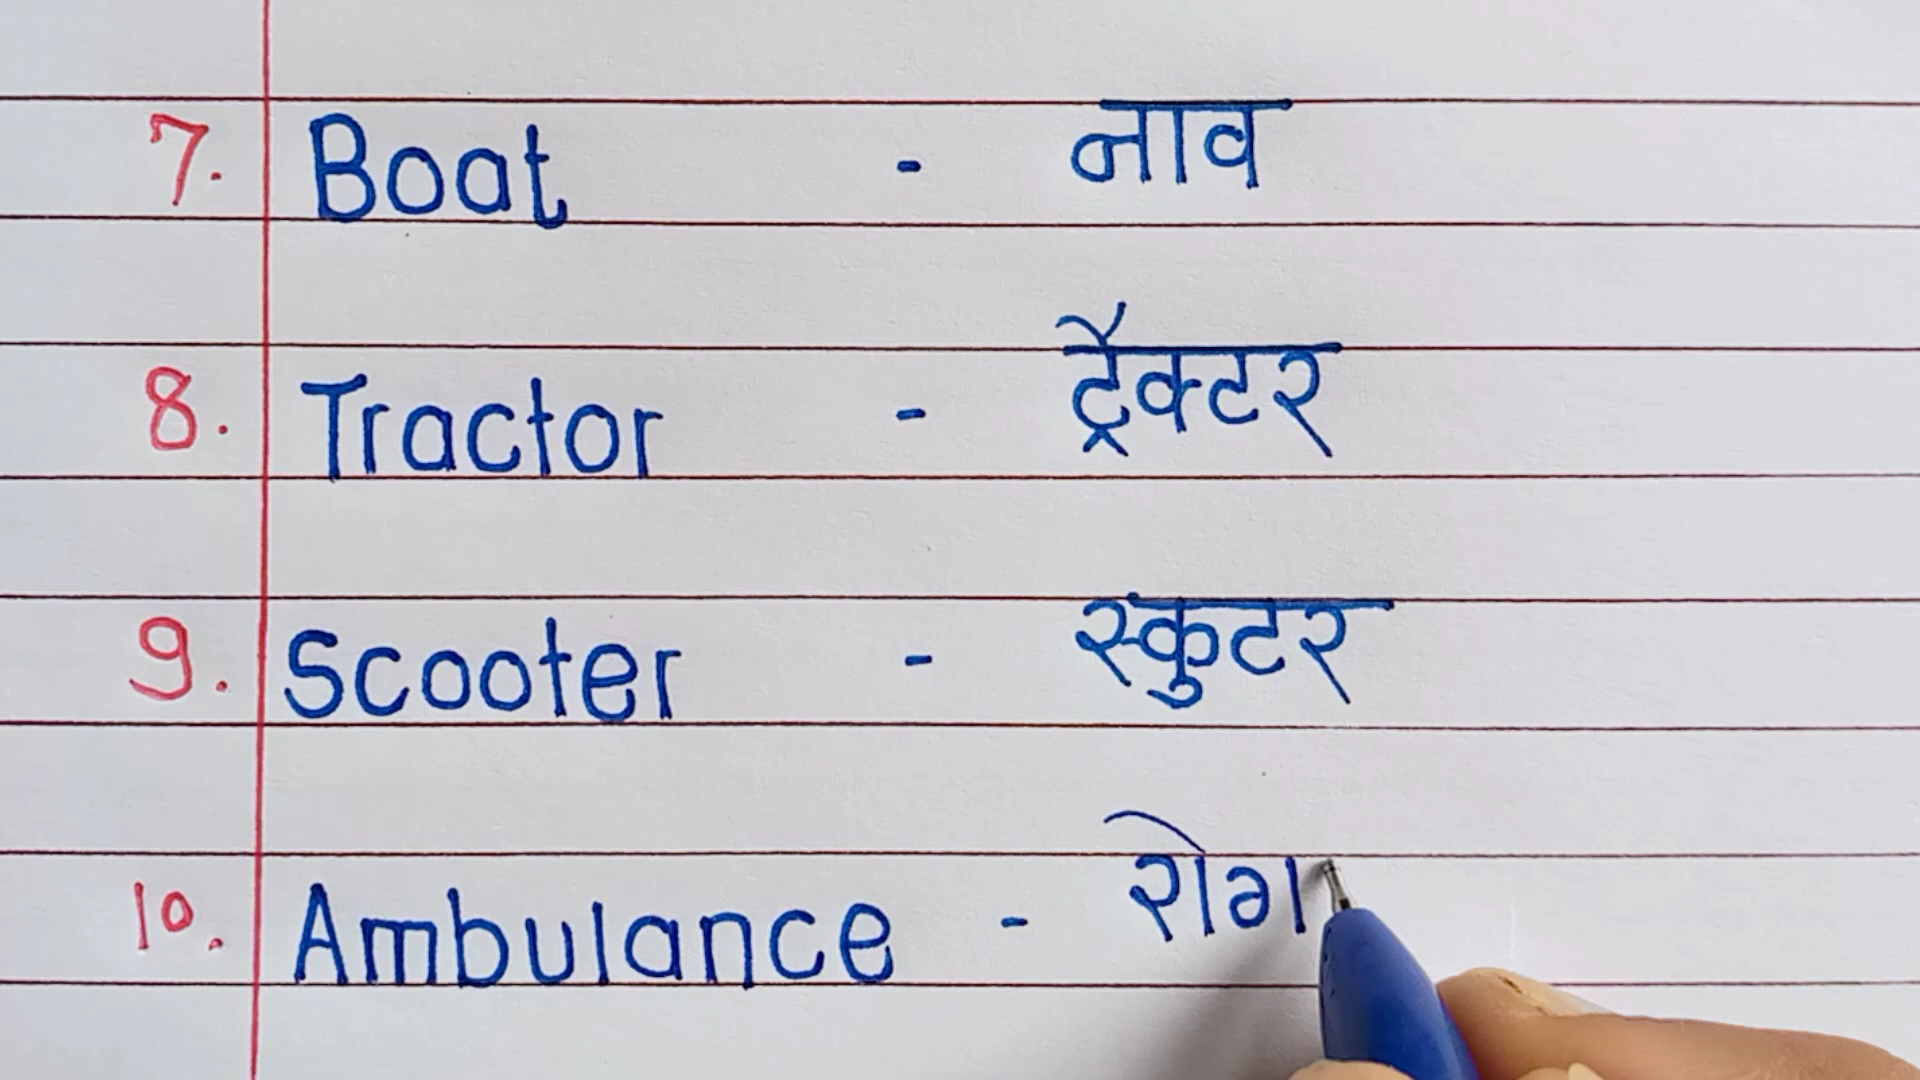 7. Boat - नाव
8. Tractor - ट्रैक्टर
9. Scooter - स्कुटर
10. Ambulance - रोग